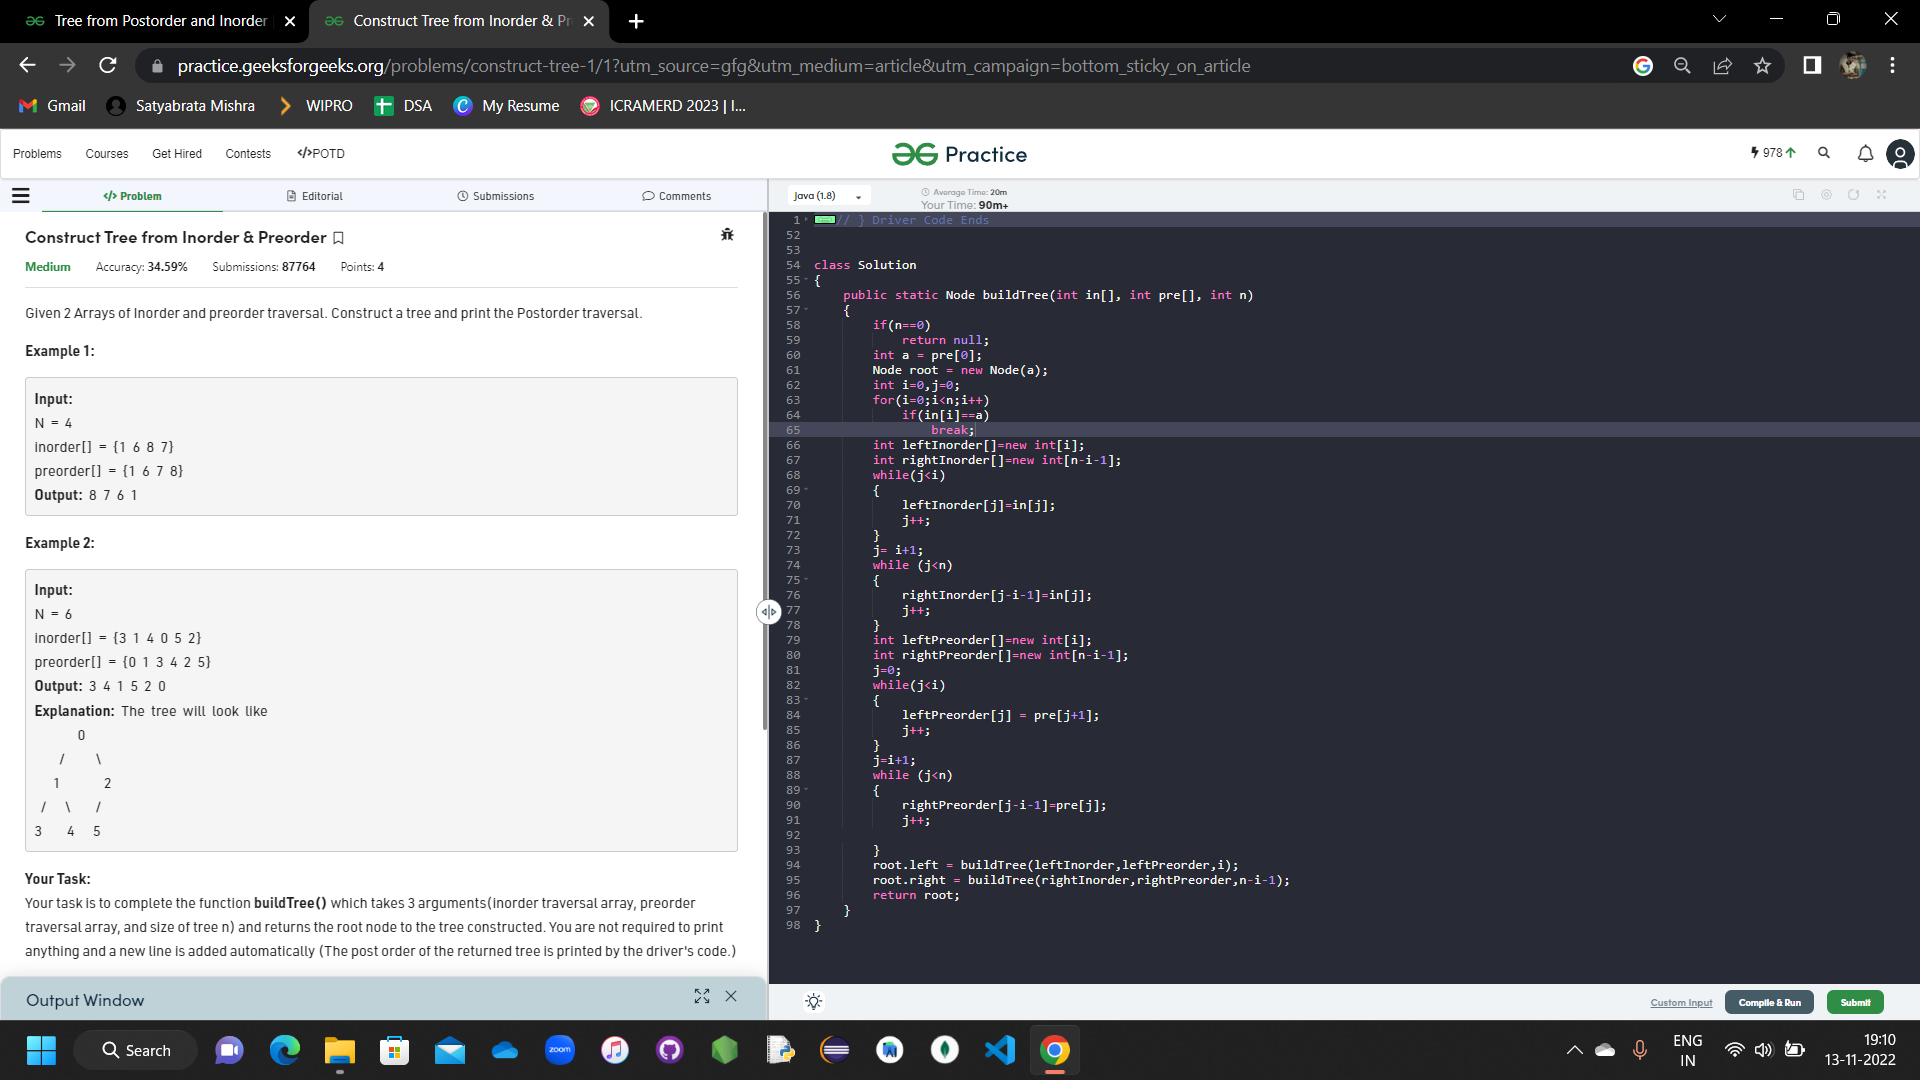 Tree from Postorder and Inorder
Construct Tree from Inorder & Pr
practice.geeksforgeeks.org/problems/construct-tree-1/1?utm_source=gfg&utm_medium=article&utm_campaign=bottom_sticky_on_article
Gmail Satyabrata Mishra WIPRO DSA My Resume ICRAMERD 2023 | I...
Problems Courses Get Hired Contests </>POTD
Practice
978
</> Problem Editorial Submissions Comments
Construct Tree from Inorder & Preorder
Medium Accuracy: 34.59% Submissions: 87764 Points: 4
Given 2 Arrays of Inorder and preorder traversal. Construct a tree and print the Postorder traversal.
Example 1:
Input:
N = 4
inorder[] = {1 6 8 7}
preorder[] = {1 6 7 8}
Output: 8 7 6 1
Example 2:
Input:
N = 6
inorder[] = {3 1 4 0 5 2}
preorder[] = {0 1 3 4 2 5}
Output: 3 4 1 5 2 0
Explanation: The tree will look like
0
/ \
1 2
/ \ /
3 4 5
Your Task:
Your task is to complete the function buildTree() which takes 3 arguments(inorder traversal array, preorder
traversal array, and size of tree n) and returns the root node to the tree constructed. You are not required to print
anything and a new line is added automatically (The post order of the returned tree is printed by the driver's code.)
Output Window
Java (1.8)
Average Time: 20m
Your Time: 90m+
1 // } Driver Code Ends
52
53
54 class Solution
55 {
56 public static Node buildTree(int in[], int pre[], int n)
57 {
58 if(n==0)
59 return null;
60 int a = pre[0];
61 Node root = new Node(a);
62 int i=0,j=0;
63 for(i=0;i<n;i++)
64 if(in[i]==a)
65 break;
66 int leftInorder[]=new int[i];
67 int rightInorder[]=new int[n-i-1];
68 while(j<i)
69 {
70 leftInorder[j]=in[j];
71 j++;
72 }
73 j= i+1;
74 while (j<n)
75 {
76 rightInorder[j-i-1]=in[j];
77 j++;
78 }
79 int leftPreorder[]=new int[i];
80 int rightPreorder[]=new int[n-i-1];
81 j=0;
82 while(j<i)
83 {
84 leftPreorder[j] = pre[j+1];
85 j++;
86 }
87 j=i+1;
88 while (j<n)
89 {
90 rightPreorder[j-i-1]=pre[j];
91 j++;
92
93 }
94 root.left = buildTree(leftInorder,leftPreorder,i);
95 root.right = buildTree(rightInorder,rightPreorder,n-i-1);
96 return root;
97 }
98 }
Custom Input Compile & Run Submit
Search
zoom
ENG
IN
19:10
13-11-2022